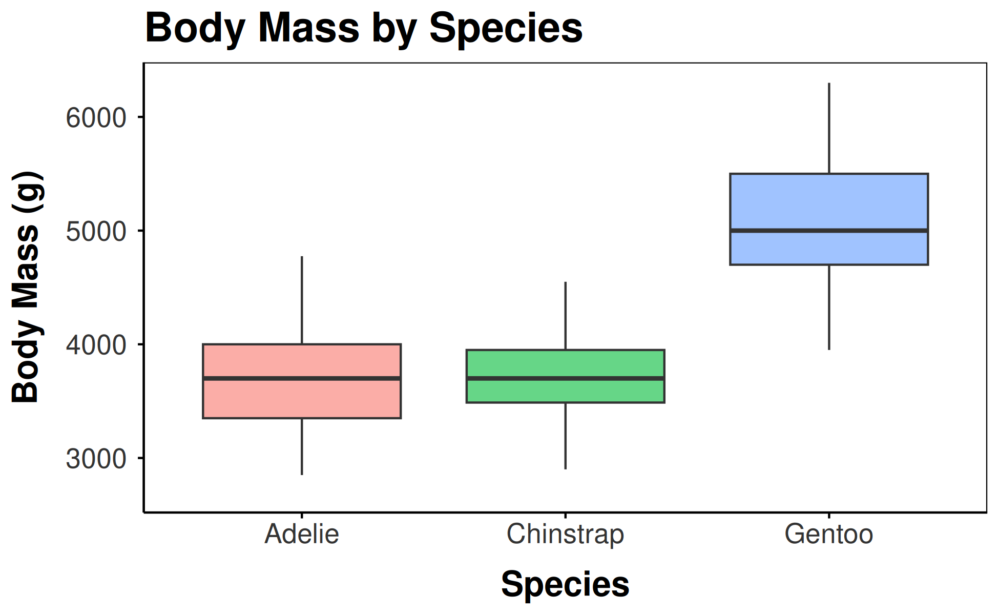 Body Mass by Species
Body Mass (g)
6000
5000
4000
3000
Adelie Chinstrap Gentoo
Species